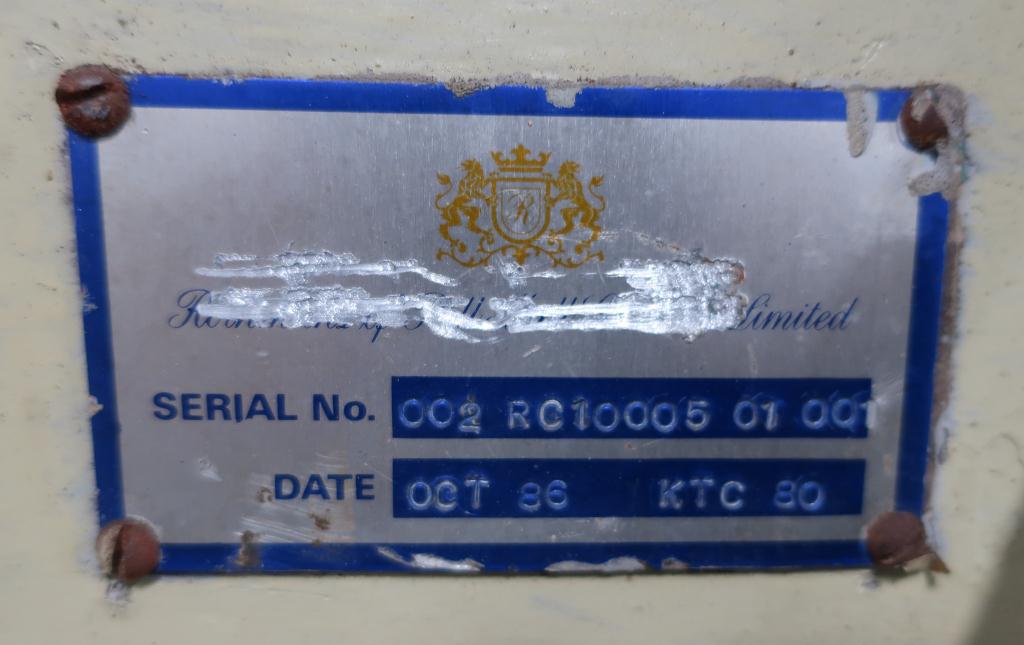 R
Limited
SERIAL No. 002 RC10005 01 001
DATE OCT 86 KTC 80